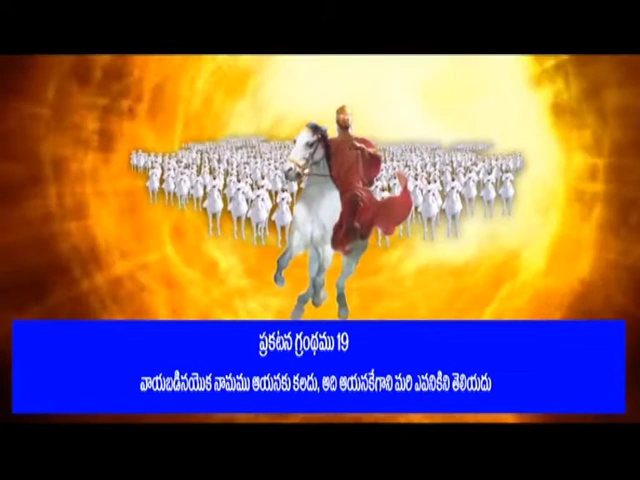 ప్రకటన గ్రంథము 19
వాయబడినయొక నామము ఆయనకు కలదు, అది ఆయనకేగాని మరి ఎవనికిని తెలియదు